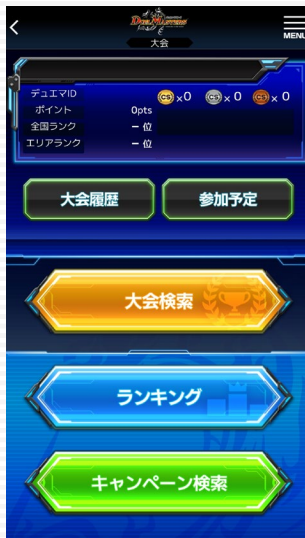 DUEL MASTERS
大会
MENU
デュエマID
ポイント 0pts
全国ランク ー 位
エリアランク ー 位
CS ×0 CS ×0 CS ×0
大会履歴
参加予定
大会検索
ランキング
キャンペーン検索